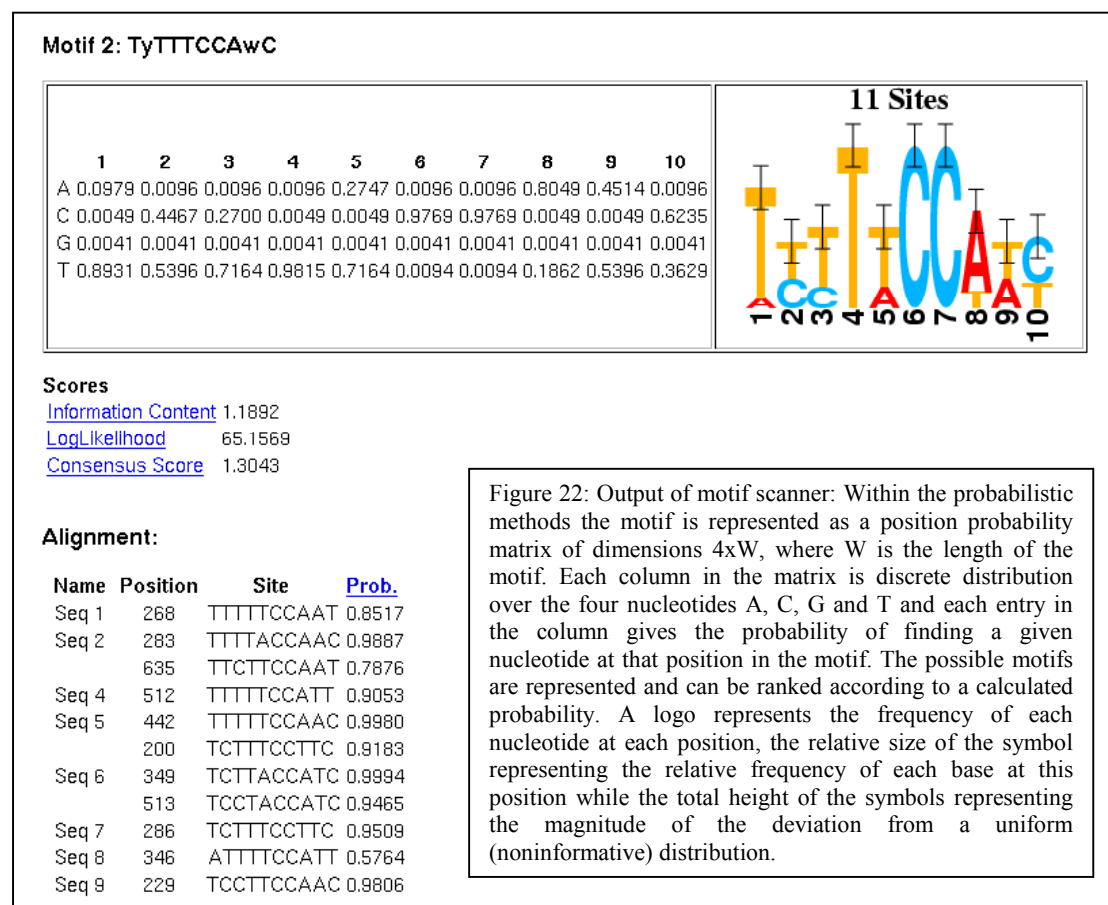 Motif 2: TyTTTCCAwC
1 2 3 4 5 6 7 8 9 10
A 0.0979 0.0096 0.0096 0.0096 0.2747 0.0096 0.0096 0.8049 0.4514 0.0096
C 0.0049 0.4467 0.2700 0.0049 0.0049 0.9769 0.9769 0.0049 0.0049 0.6235
G 0.0041 0.0041 0.0041 0.0041 0.0041 0.0041 0.0041 0.0041 0.0041 0.0041
T 0.8931 0.5396 0.7164 0.9815 0.7164 0.0094 0.0094 0.1862 0.5396 0.3629
11 Sites
T T T T T C C A T C
A C C A T A T
1 2 3 4 5 6 7 8 9 10
Scores
Information Content 1.1892
LogLikelihood 65.1569
Consensus Score 1.3043
Alignment:
Name Position Site Prob.
Seq 1 268 TTTTTCCAAT 0.8517
Seq 2 283 TTTTACCAAC 0.9887
635 TTCTTCCAAT 0.7876
Seq 4 512 TTTTTCCATT 0.9053
Seq 5 442 TTTTTCCAAC 0.9980
200 TCTTTCCTTC 0.9183
Seq 6 349 TCTTACCATC 0.9994
513 TCCTACCATC 0.9465
Seq 7 286 TCTTTCCTTC 0.9509
Seq 8 346 ATTTTCCATT 0.5764
Seq 9 229 TCCTTCCAAC 0.9806
Figure 22: Output of motif scanner: Within the probabilistic
methods the motif is represented as a position probability
matrix of dimensions 4xW, where W is the length of the
motif. Each column in the matrix is discrete distribution
over the four nucleotides A, C, G and T and each entry in
the column gives the probability of finding a given
nucleotide at that position in the motif. The possible motifs
are represented and can be ranked according to a calculated
probability. A logo represents the frequency of each
nucleotide at each position, the relative size of the symbol
representing the relative frequency of each base at this
position while the total height of the symbols representing
the magnitude of the deviation from a uniform
(noninformative) distribution.